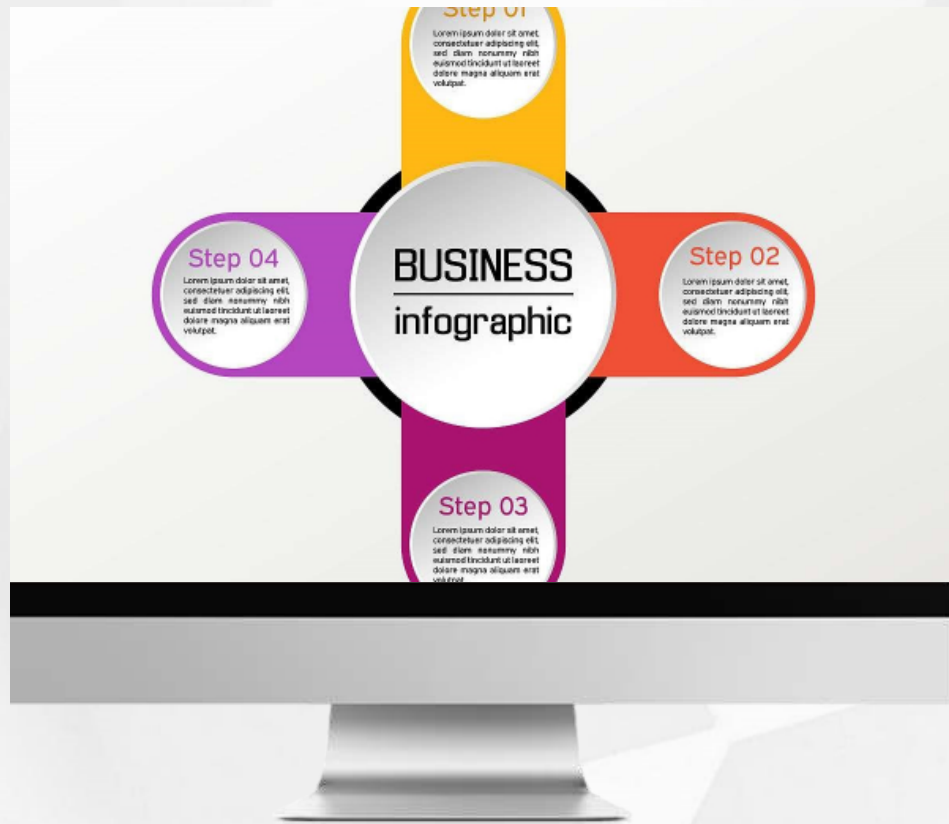 Step 01
Lorem ipsum dolor sit amet,
consectetuer adipiscing elit,
sed diam nonummy nibh
euismod tincidunt ut laoreet
dolore magna aliquam erat
volutpat.
BUSINESS
infographic
Step 04
Lorem ipsum dolor sit amet,
consectetuer adipiscing elit,
sed diam nonummy nibh
euismod tincidunt ut laoreet
dolore magna aliquam erat
volutpat.
Step 02
Lorem ipsum dolor sit amet,
consectetuer adipiscing elit,
sed diam nonummy nibh
euismod tincidunt ut laoreet
dolore magna aliquam erat
volutpat.
Step 03
Lorem ipsum dolor sit amet,
consectetuer adipiscing elit,
sed diam nonummy nibh
euismod tincidunt ut laoreet
dolore magna aliquam erat
volutpat.